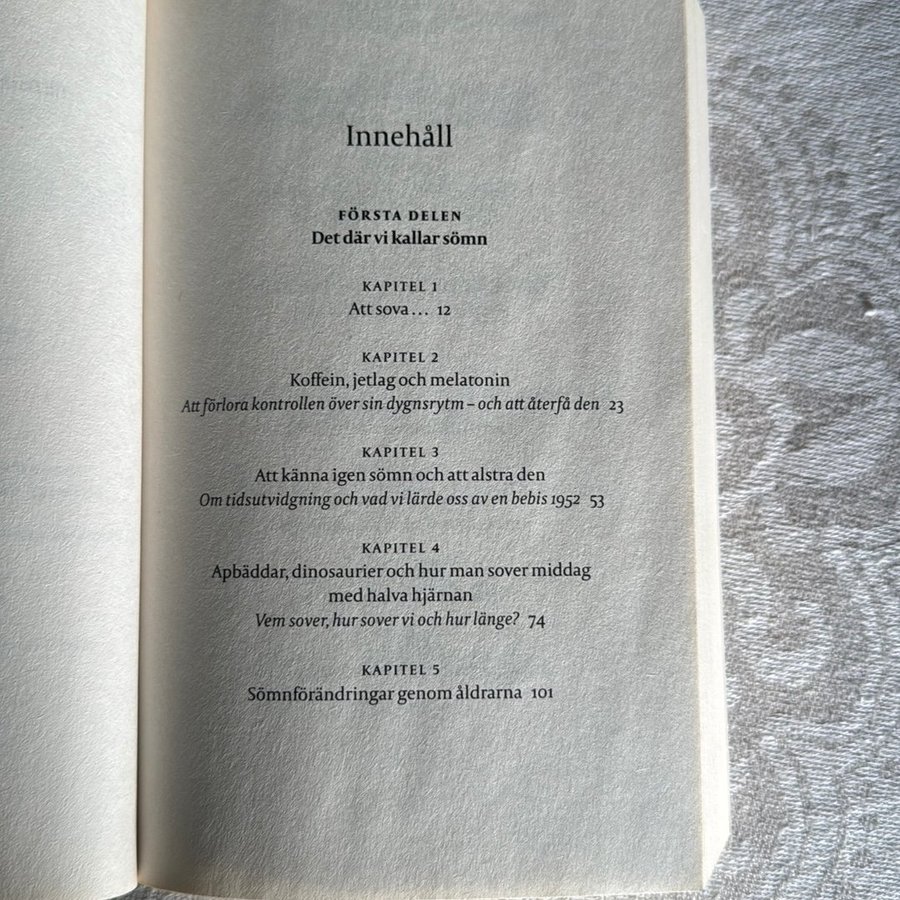 Innehåll
FÖRSTA DELEN
Det där vi kallar sömn
KAPITEL 1
Att sova… 12
KAPITEL 2
Koffein, jetlag och melatonin
Att förlora kontrollen över sin dygnsrytm – och att återfå den 23
KAPITEL 3
Att känna igen sömn och att alstra den
Om tidsutvidgning och vad vi lärde oss av en bebis 1952 53
KAPITEL 4
Apbäddar, dinosaurier och hur man sover middag
med halva hjärnan
Vem sover, hur sover vi och hur länge? 74
KAPITEL 5
Sömnförändringar genom åldrarna 101